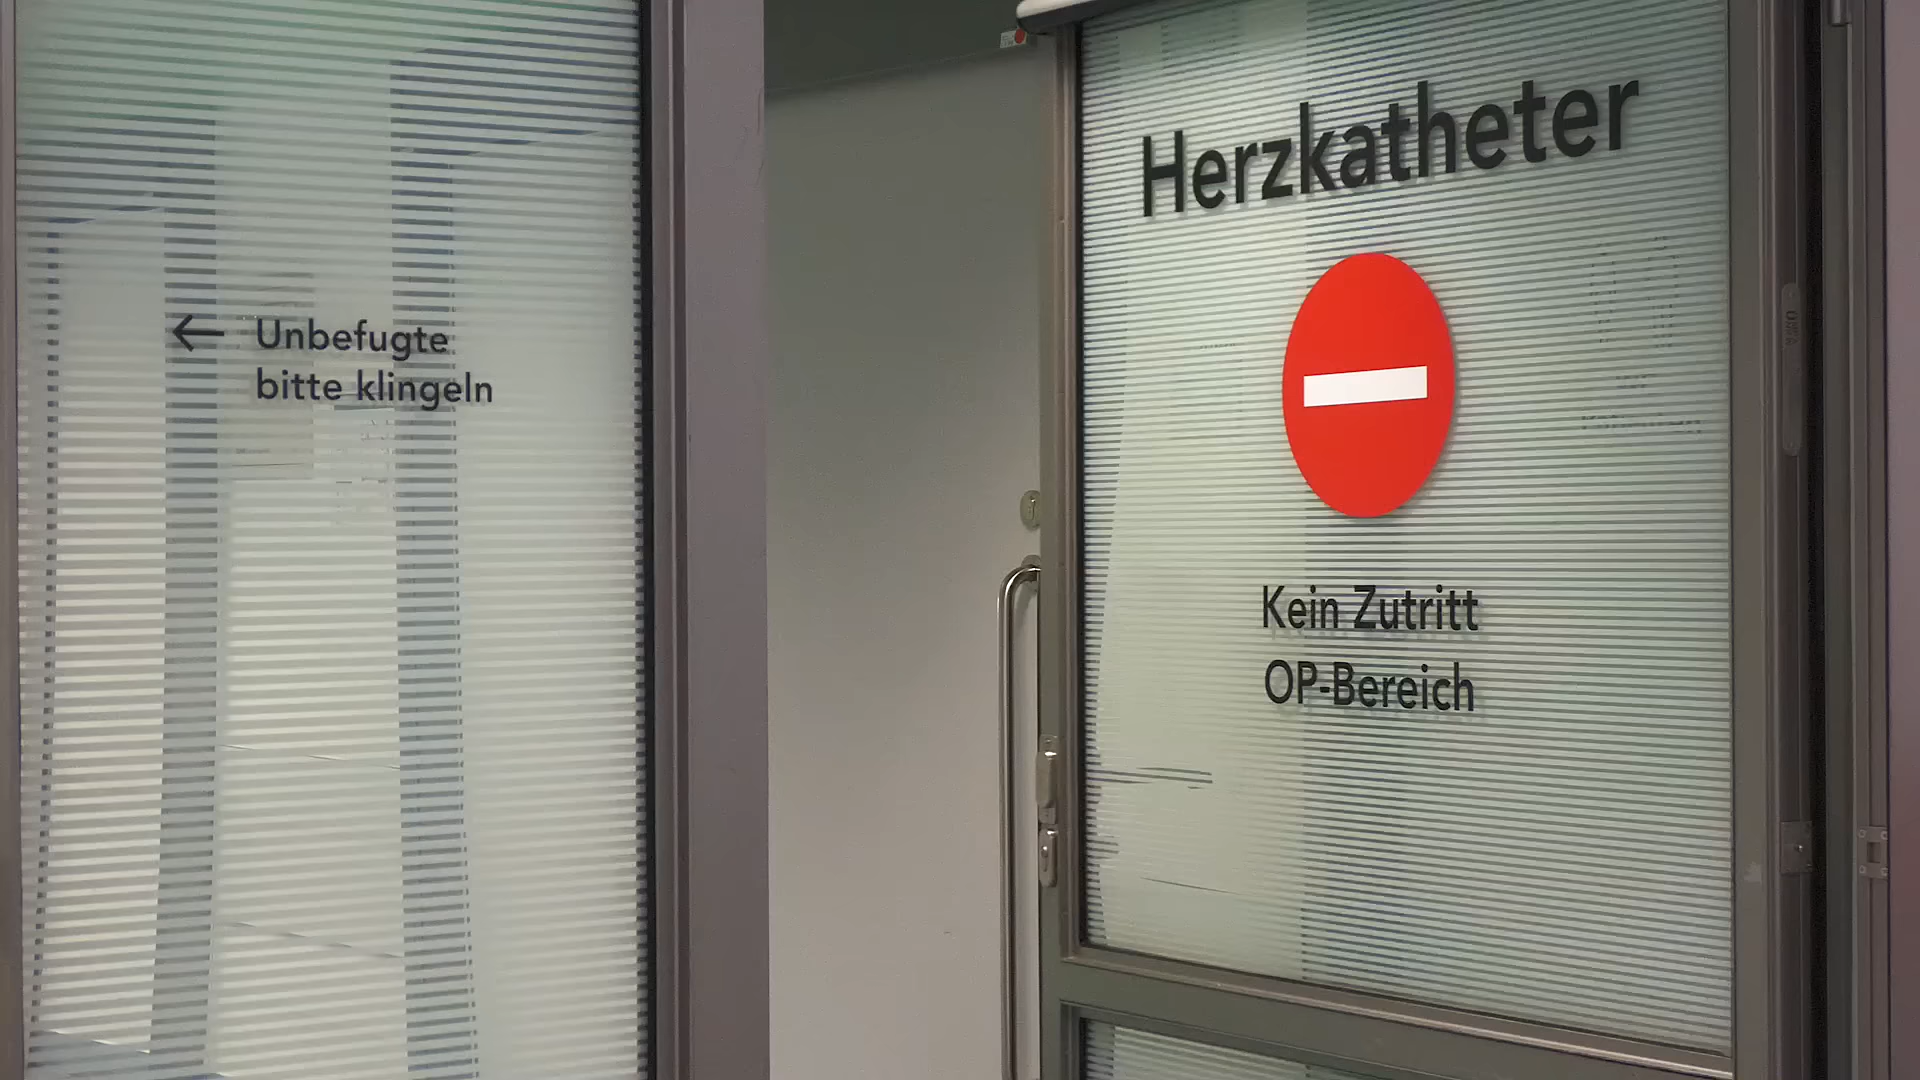 ← Unbefugte
bitte klingeln
Herzkatheter
Kein Zutritt
OP-Bereich